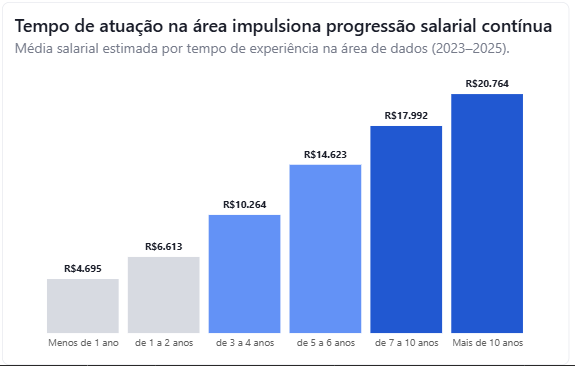 Tempo de atuação na área impulsiona progressão salarial contínua
Média salarial estimada por tempo de experiência na área de dados (2023–2025).
R$20.764
R$17.992
R$14.623
R$10.264
R$6.613
R$4.695
Menos de 1 ano
de 1 a 2 anos
de 3 a 4 anos
de 5 a 6 anos
de 7 a 10 anos
Mais de 10 anos